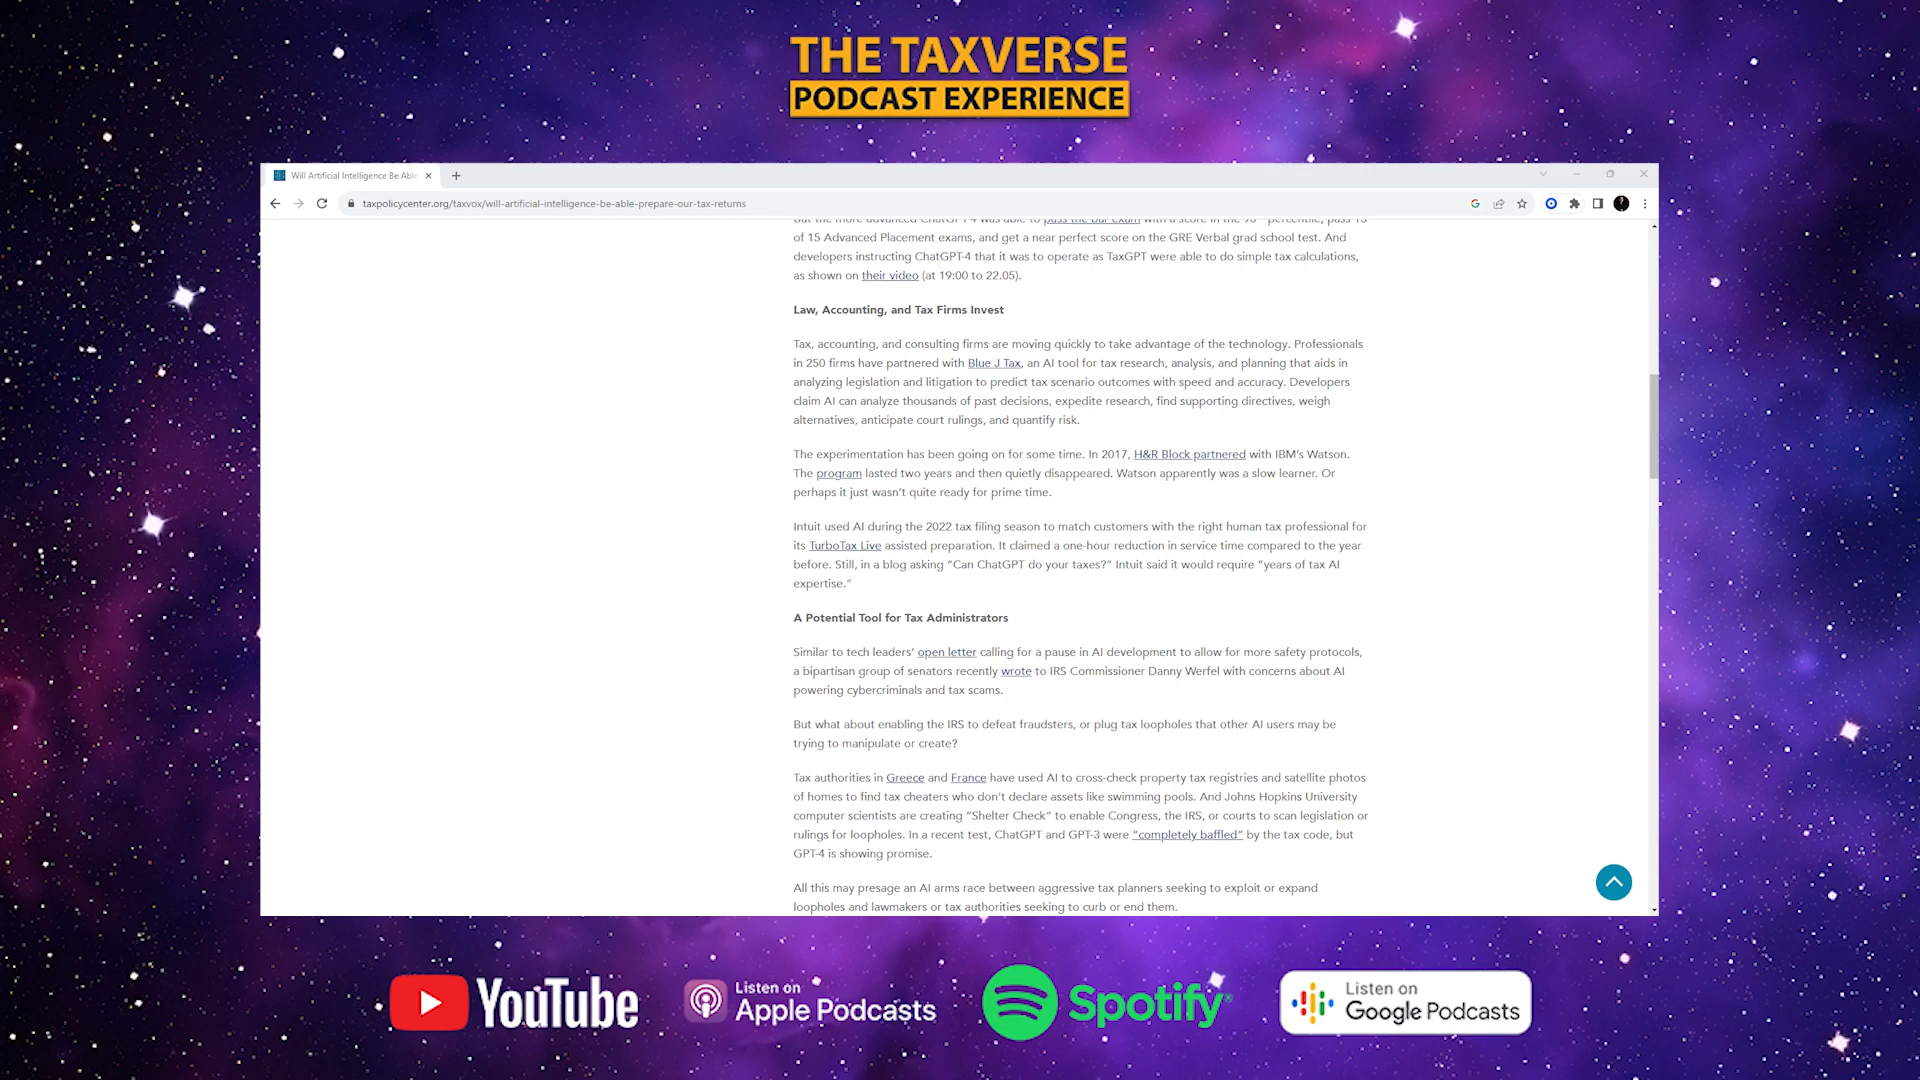 THE TAXVERSE
PODCAST EXPERIENCE
Will Artificial Intelligence Be Able
taxpolicycenter.org/taxvox/will-artificial-intelligence-be-able-prepare-our-tax-returns
But the more advanced ChatGPT-4 was able to pass the bar exam with a score in the 90th percentile, pass 13
of 15 Advanced Placement exams, and get a near perfect score on the GRE Verbal grad school test. And
developers instructing ChatGPT-4 that it was to operate as TaxGPT were able to do simple tax calculations,
as shown on their video (at 19:00 to 22.05).
Law, Accounting, and Tax Firms Invest
Tax, accounting, and consulting firms are moving quickly to take advantage of the technology. Professionals
in 250 firms have partnered with Blue J Tax, an AI tool for tax research, analysis, and planning that aids in
analyzing legislation and litigation to predict tax scenario outcomes with speed and accuracy. Developers
claim AI can analyze thousands of past decisions, expedite research, find supporting directives, weigh
alternatives, anticipate court rulings, and quantify risk.
The experimentation has been going on for some time. In 2017, H&R Block partnered with IBM's Watson.
The program lasted two years and then quietly disappeared. Watson apparently was a slow learner. Or
perhaps it just wasn't quite ready for prime time.
Intuit used AI during the 2022 tax filing season to match customers with the right human tax professional for
its TurboTax Live assisted preparation. It claimed a one-hour reduction in service time compared to the year
before. Still, in a blog asking "Can ChatGPT do your taxes?" Intuit said it would require "years of tax AI
expertise."
A Potential Tool for Tax Administrators
Similar to tech leaders' open letter calling for a pause in AI development to allow for more safety protocols,
a bipartisan group of senators recently wrote to IRS Commissioner Danny Werfel with concerns about AI
powering cybercriminals and tax scams.
But what about enabling the IRS to defeat fraudsters, or plug tax loopholes that other AI users may be
trying to manipulate or create?
Tax authorities in Greece and France have used AI to cross-check property tax registries and satellite photos
of homes to find tax cheaters who don't declare assets like swimming pools. And Johns Hopkins University
computer scientists are creating "Shelter Check" to enable Congress, the IRS, or courts to scan legislation or
rulings for loopholes. In a recent test, ChatGPT and GPT-3 were "completely baffled" by the tax code, but
GPT-4 is showing promise.
All this may presage an AI arms race between aggressive tax planners seeking to exploit or expand
loopholes and lawmakers or tax authorities seeking to curb or end them.
YouTube
Listen on
Apple Podcasts
Spotify
Listen on
Google Podcasts